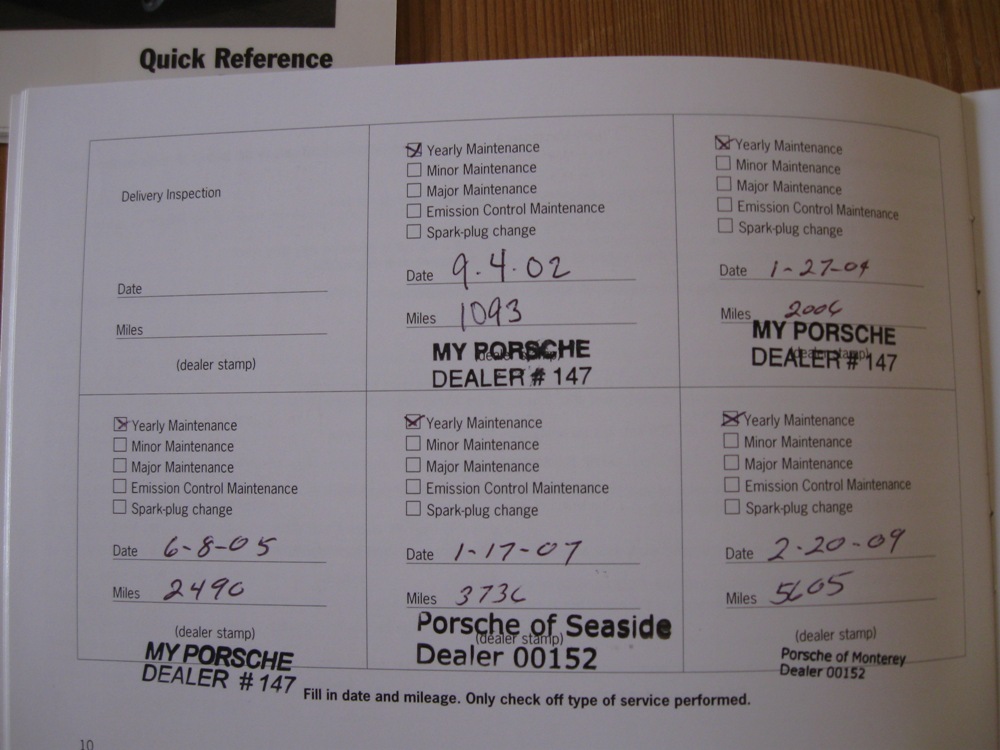 Quick Reference
Delivery Inspection
Date
Miles
(dealer stamp)
Yearly Maintenance
Minor Maintenance
Major Maintenance
Emission Control Maintenance
Spark-plug change
Date 9.4.02
Miles 1093
(dealer stamp)
MY PORSCHE
DEALER # 147
Yearly Maintenance
Minor Maintenance
Major Maintenance
Emission Control Maintenance
Spark-plug change
Date 1-27-04
Miles 2006
MY PORSCHE
(dealer stamp)
DEALER # 147
Yearly Maintenance
Minor Maintenance
Major Maintenance
Emission Control Maintenance
Spark-plug change
Date 6-8-05
Miles 2490
(dealer stamp)
MY PORSCHE
DEALER # 147
Yearly Maintenance
Minor Maintenance
Major Maintenance
Emission Control Maintenance
Spark-plug change
Date 1-17-07
Miles 3736
Porsche of Seaside
(dealer stamp)
Dealer 00152
Yearly Maintenance
Minor Maintenance
Major Maintenance
Emission Control Maintenance
Spark-plug change
Date 2-20-09
Miles 5605
(dealer stamp)
Porsche of Monterey
Dealer 00152
Fill in date and mileage. Only check off type of service performed.
10